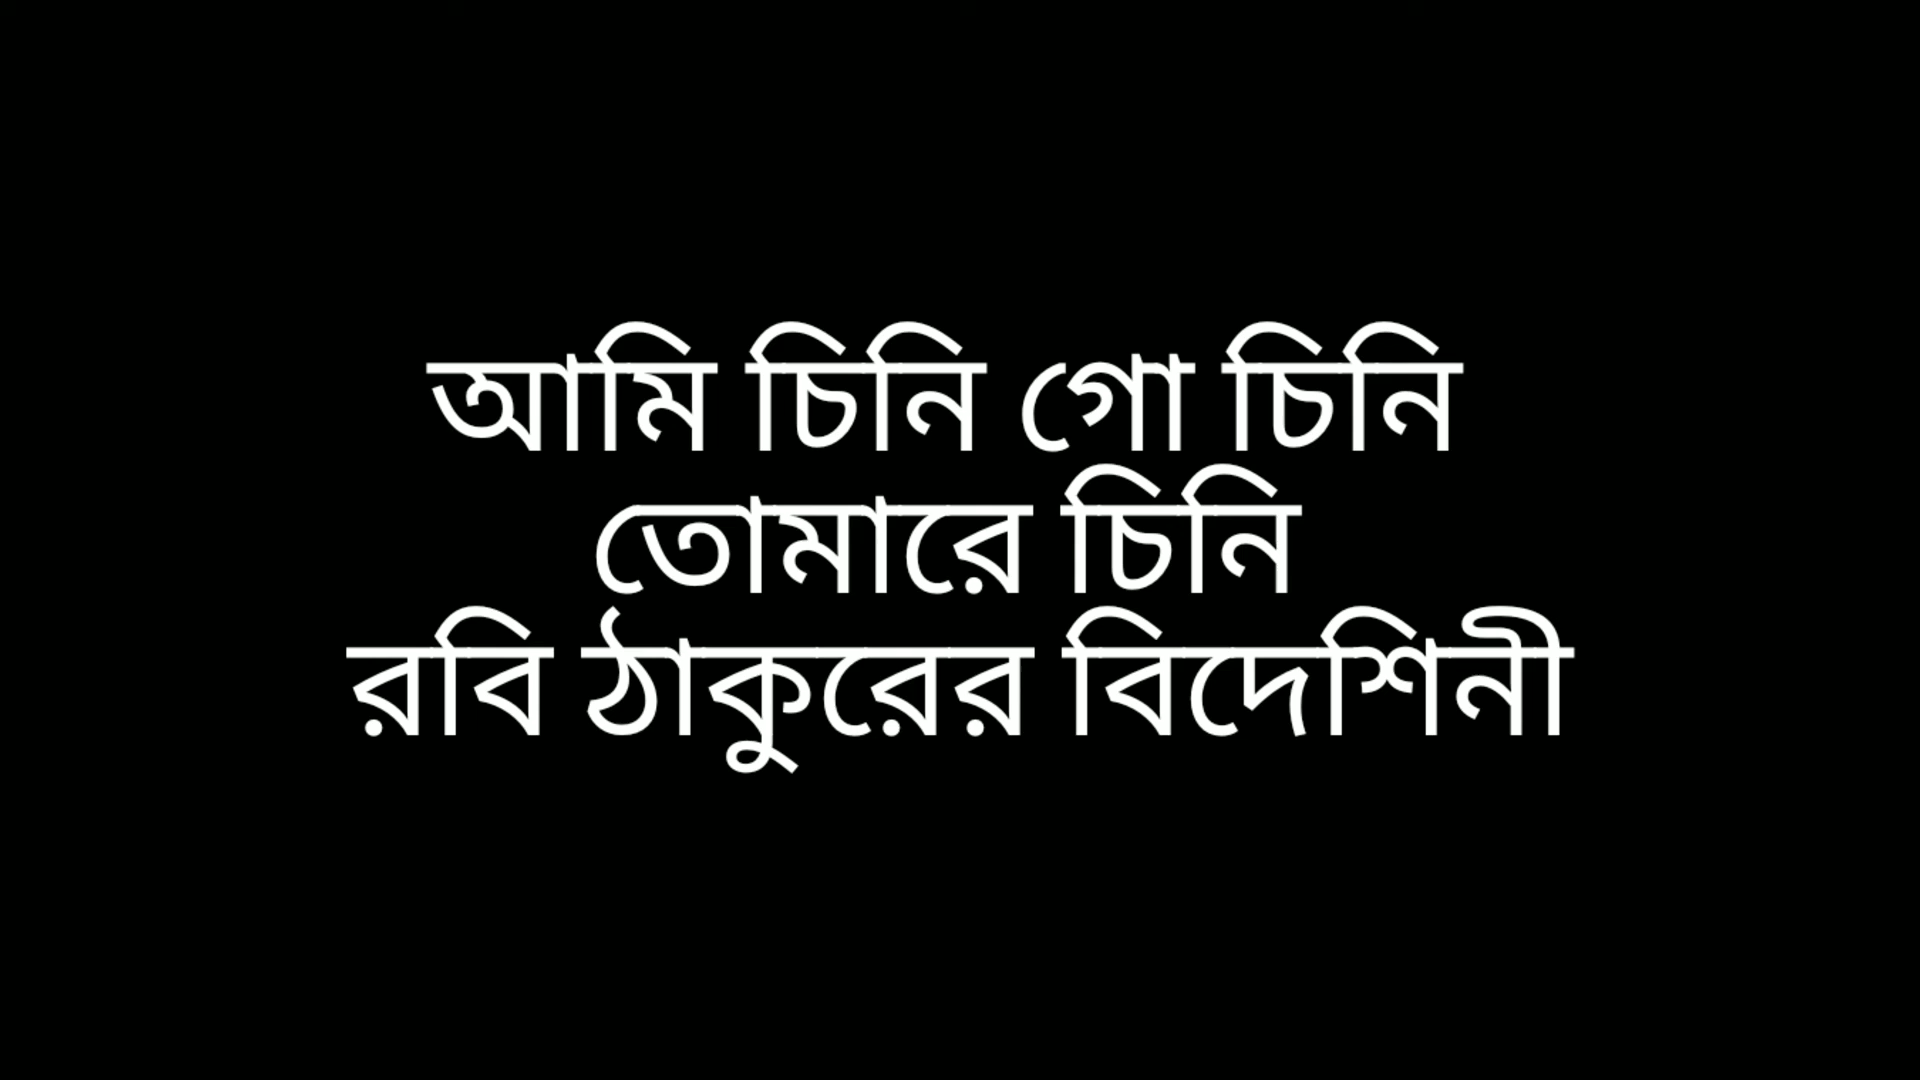 আমি চিনি গো চিনি
তোমারে চিনি
রবি ঠাকুরের বিদেশিনী